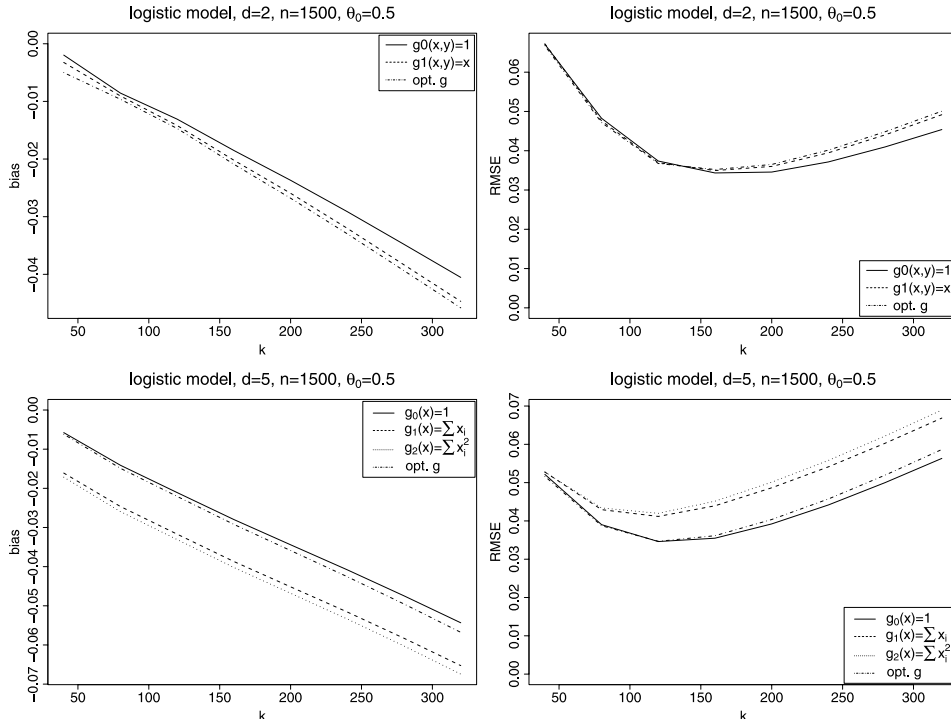 logistic model, d=2, n=1500, θ₀=0.5
bias
0.00
−0.01
−0.02
−0.03
−0.04
g0(x,y)=1
g1(x,y)=x
opt. g
50 100 150 200 250 300
k
logistic model, d=2, n=1500, θ₀=0.5
RMSE
0.06
0.05
0.04
0.03
0.02
0.01
0.00
g0(x,y)=1
g1(x,y)=x
opt. g
50 100 150 200 250 300
k
logistic model, d=5, n=1500, θ₀=0.5
bias
0.00
−0.01
−0.02
−0.03
−0.04
−0.05
−0.06
−0.07
g₀(x)=1
g₁(x)=∑xᵢ
g₂(x)=∑xᵢ²
opt. g
50 100 150 200 250 300
k
logistic model, d=5, n=1500, θ₀=0.5
RMSE
0.07
0.06
0.05
0.04
0.03
0.02
0.01
0.00
g₀(x)=1
g₁(x)=∑xᵢ
g₂(x)=∑xᵢ²
opt. g
50 100 150 200 250 300
k